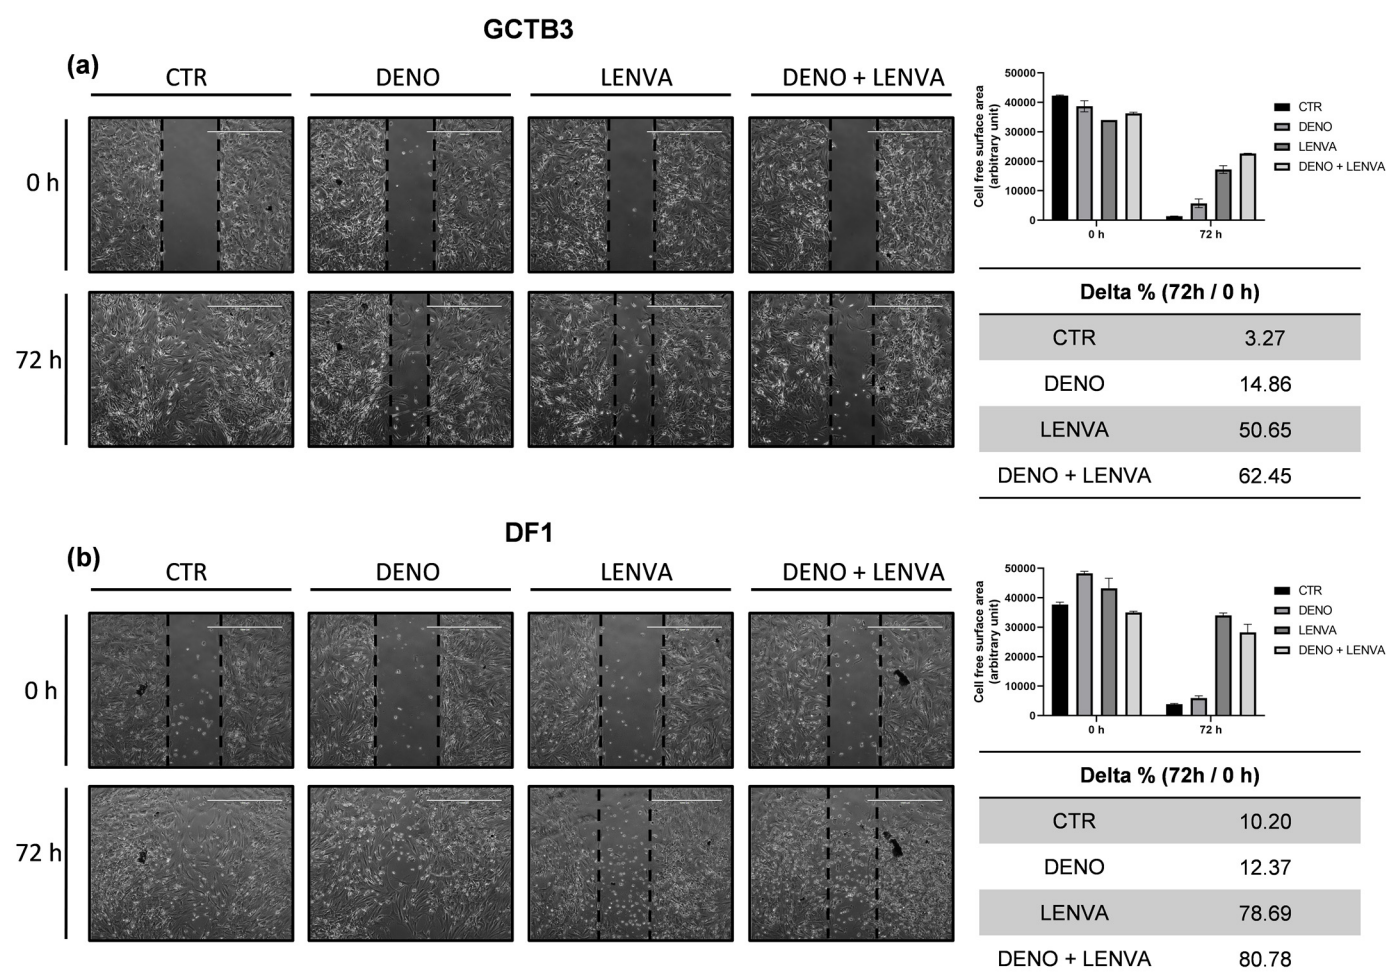 GCTB3
(a)
CTR DENO LENVA DENO + LENVA
0 h
72 h
Cell free surface area
(arbitrary unit)
50000
40000
30000
20000
10000
0
0 h 72 h
CTR
DENO
LENVA
DENO + LENVA
Delta % (72h / 0 h)
CTR 3.27
DENO 14.86
LENVA 50.65
DENO + LENVA 62.45
DF1
(b)
CTR DENO LENVA DENO + LENVA
0 h
72 h
Cell free surface area
(arbitrary unit)
50000
40000
30000
20000
10000
0
0 h 72 h
CTR
DENO
LENVA
DENO + LENVA
Delta % (72h / 0 h)
CTR 10.20
DENO 12.37
LENVA 78.69
DENO + LENVA 80.78